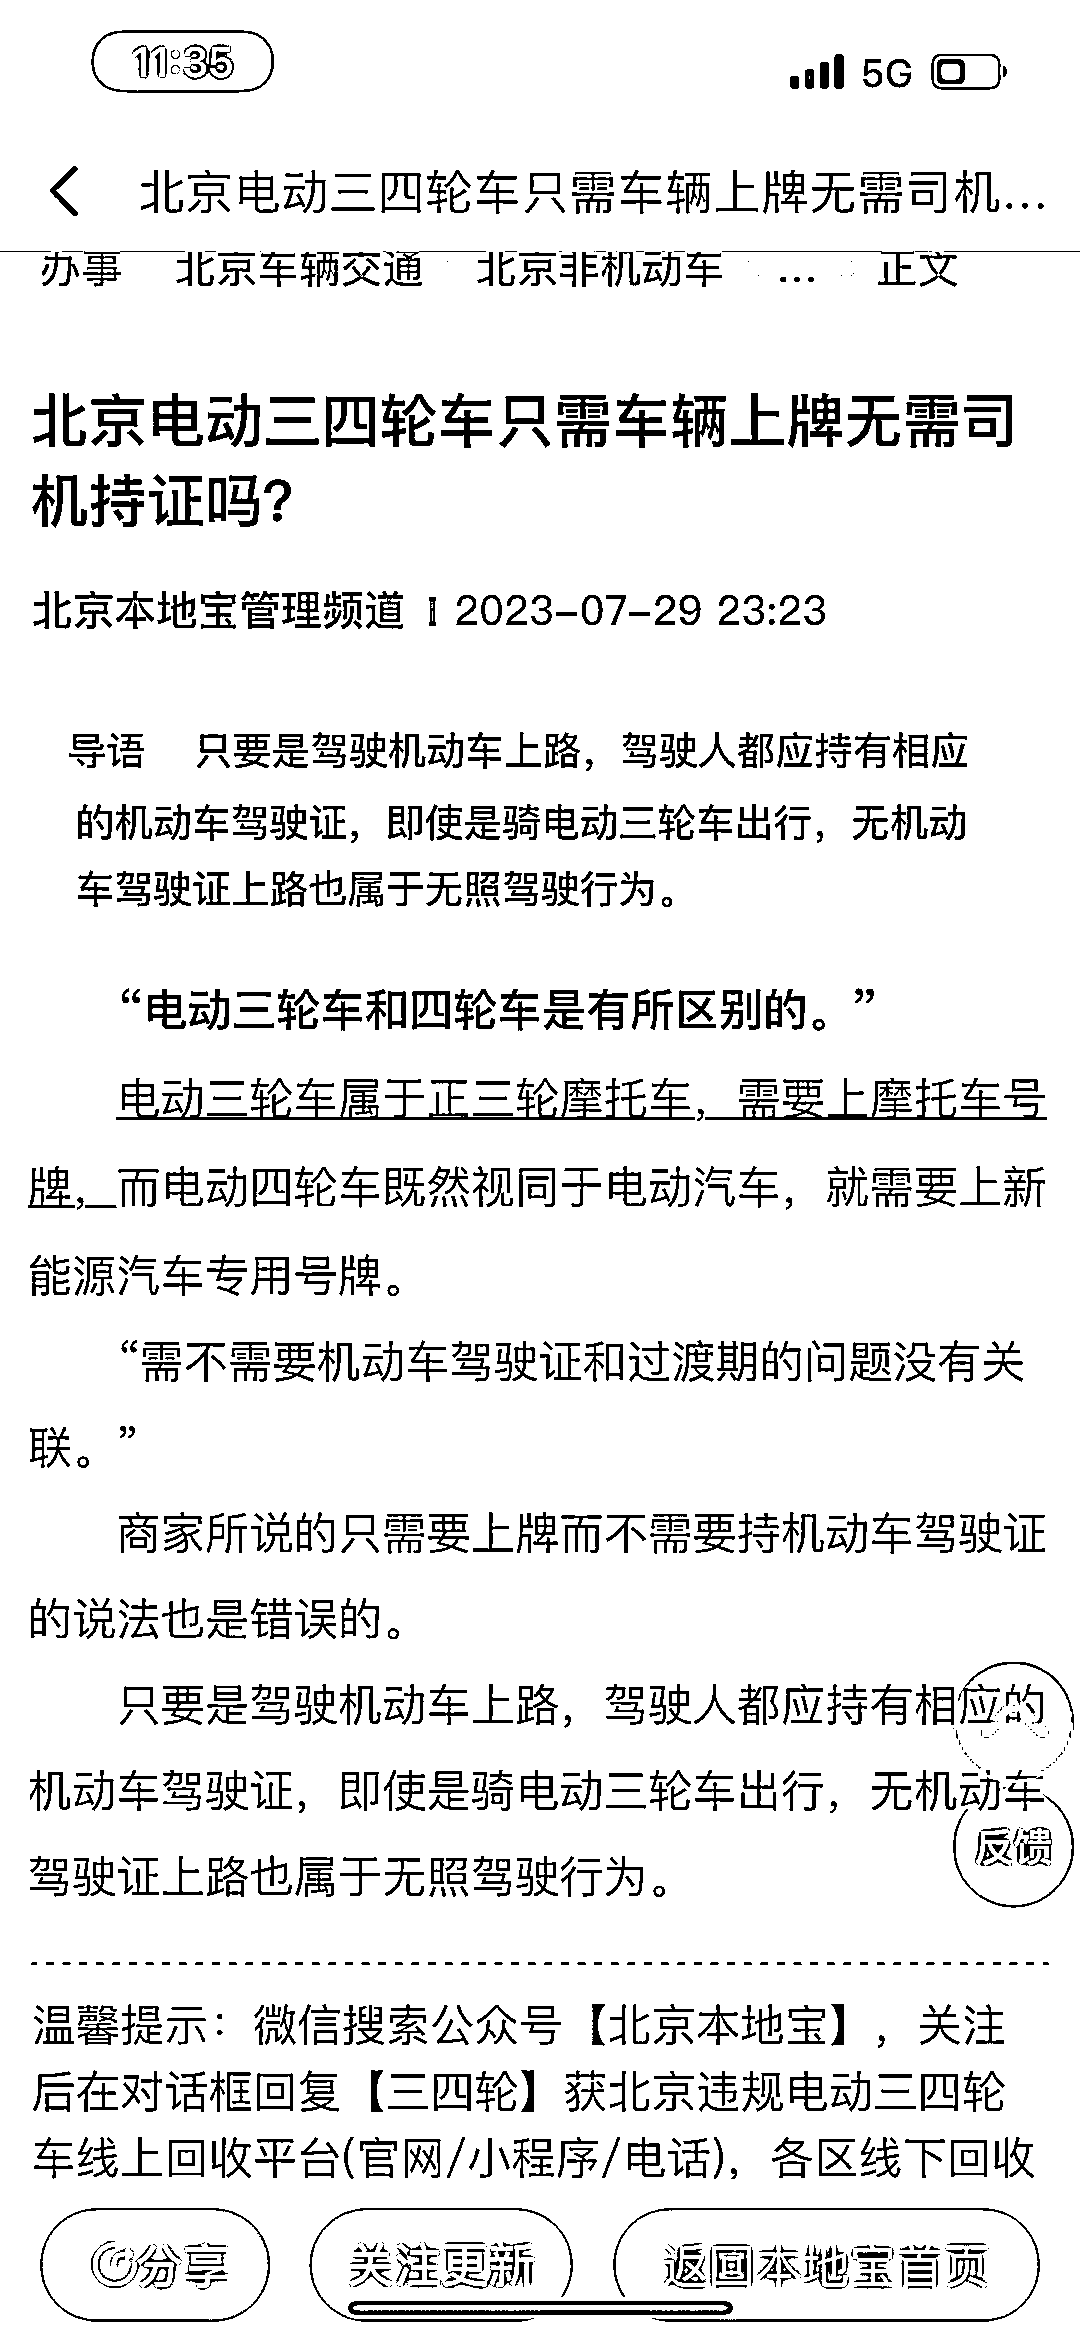 11:35
5G
北京电动三四轮车只需车辆上牌无需司机...
办事 北京车辆交通 北京非机动车 ... 正文
北京电动三四轮车只需车辆上牌无需司
机持证吗?
北京本地宝管理频道 | 2023-07-29 23:23
导语 只要是驾驶机动车上路，驾驶人都应持有相应
的机动车驾驶证，即使是骑电动三轮车出行，无机动
车驾驶证上路也属于无照驾驶行为。
“电动三轮车和四轮车是有所区别的。”
电动三轮车属于正三轮摩托车，需要上摩托车号
牌，而电动四轮车既然视同于电动汽车，就需要上新
能源汽车专用号牌。
“需不需要机动车驾驶证和过渡期的问题没有关
联。”
商家所说的只需要上牌而不需要持机动车驾驶证
的说法也是错误的。
只要是驾驶机动车上路，驾驶人都应持有相应的
机动车驾驶证，即使是骑电动三轮车出行，无机动车
反馈
驾驶证上路也属于无照驾驶行为。
温馨提示：微信搜索公众号【北京本地宝】，关注
后在对话框回复【三四轮】获北京违规电动三四轮
车线上回收平台(官网/小程序/电话)，各区线下回收
分享 关注更新 返回本地宝首页